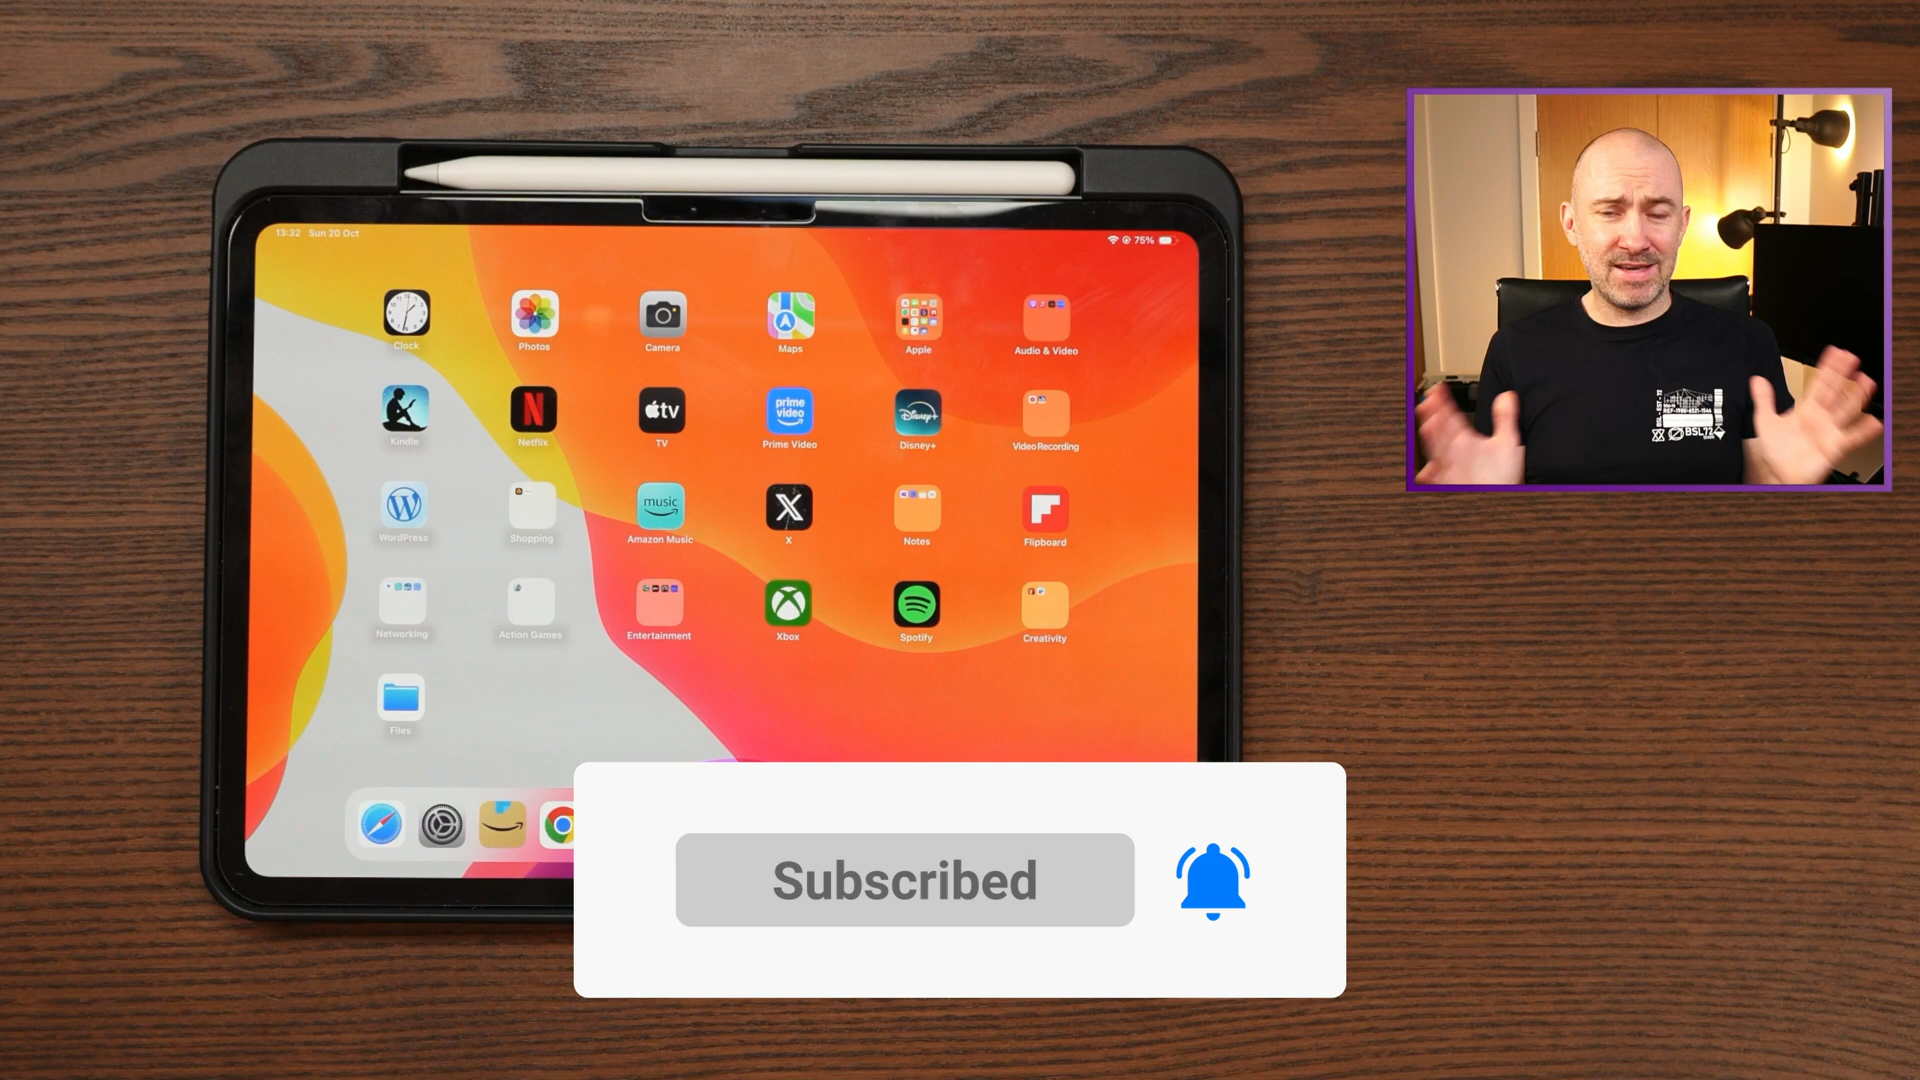 13:32 Sun 20 Oct
75%
Clock
Photos
Camera
Maps
Apple
Audio & Video
Kindle
Netflix
tv
TV
prime
video
Prime Video
Disney+
Disney+
Video Recording
WordPress
Shopping
music
Amazon Music
X
Notes
Flipboard
Networking
Action Games
Entertainment
Xbox
Spotify
Creativity
Files
BSL72
Subscribed